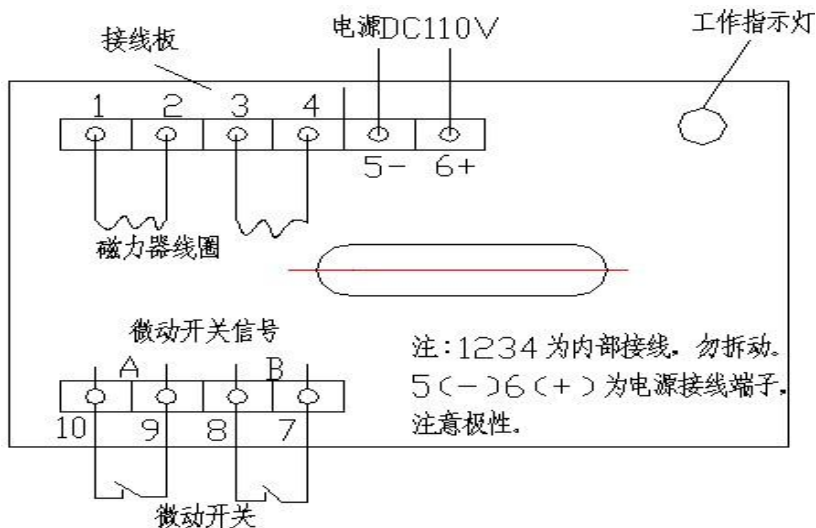 接线板
电源DC110V
工作指示灯
1 2 3 4
5- 6+
磁力器线圈
微动开关信号
A B
10 9 8 7
微动开关
注:1234为内部接线，勿拆动。
5(-)6(+)为电源接线端子，
注意极性。